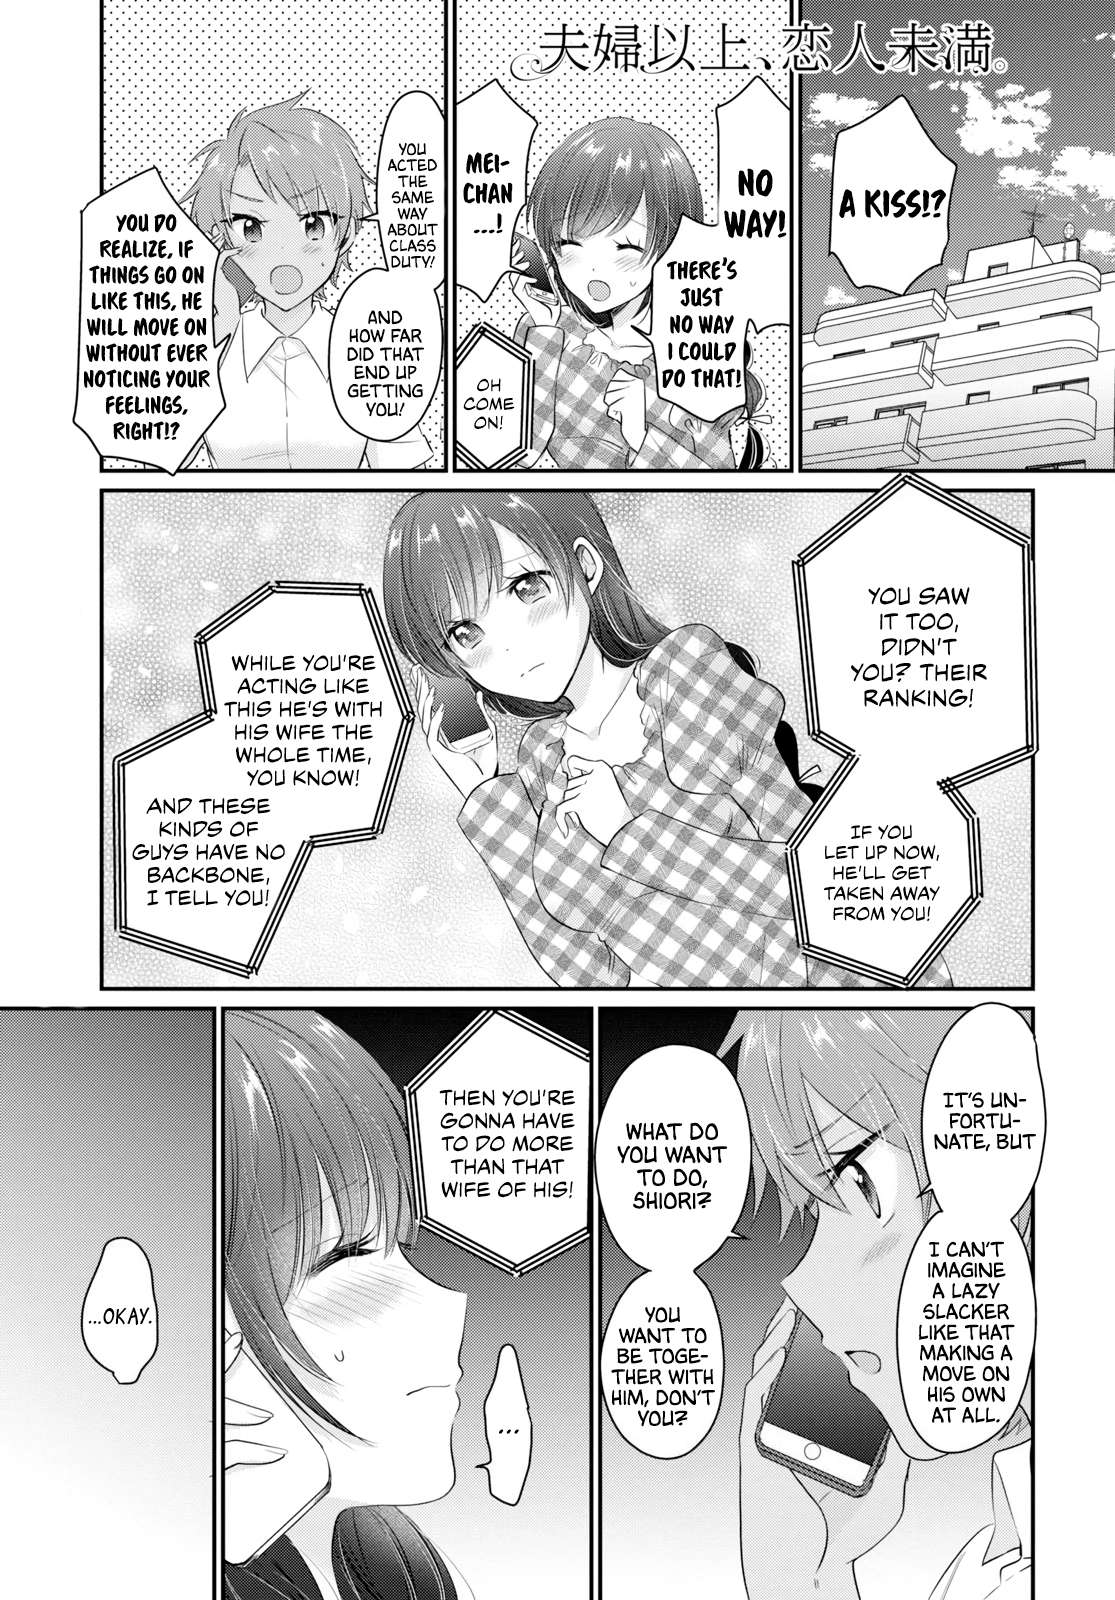 夫婦以上、恋人未満。
A KISS!?
NO
WAY!
THERE'S
JUST
NO WAY
I COULD
DO THAT!
MEI-
CHAN
...!
OH
COME
ON!
YOU
ACTED
THE
SAME
WAY
ABOUT
CLASS
DUTY!
AND
HOW FAR
DID THAT
END UP
GETTING
YOU!
YOU DO
REALIZE, IF
THINGS GO ON
LIKE THIS, HE
WILL MOVE ON
WITHOUT EVER
NOTICING YOUR
FEELINGS,
RIGHT!?
YOU SAW
IT TOO,
DIDN'T
YOU? THEIR
RANKING!
IF YOU
LET UP NOW,
HE'LL GET
TAKEN AWAY
FROM YOU!
WHILE YOU'RE
ACTING LIKE
THIS HE'S WITH
HIS WIFE THE
WHOLE TIME,
YOU KNOW!
AND THESE
KINDS OF
GUYS HAVE NO
BACKBONE,
I TELL YOU!
IT'S UN-
FORTU-
NATE, BUT
I CAN'T
IMAGINE
A LAZY
SLACKER
LIKE THAT
MAKING A
MOVE ON
HIS OWN
AT ALL.
WHAT DO
YOU WANT
TO DO,
SHIORI?
YOU
WANT TO
BE TOGE-
THER WITH
HIM, DON'T
YOU?
THEN YOU'RE
GONNA HAVE
TO DO MORE
THAN THAT
WIFE OF HIS!
...
...OKAY.